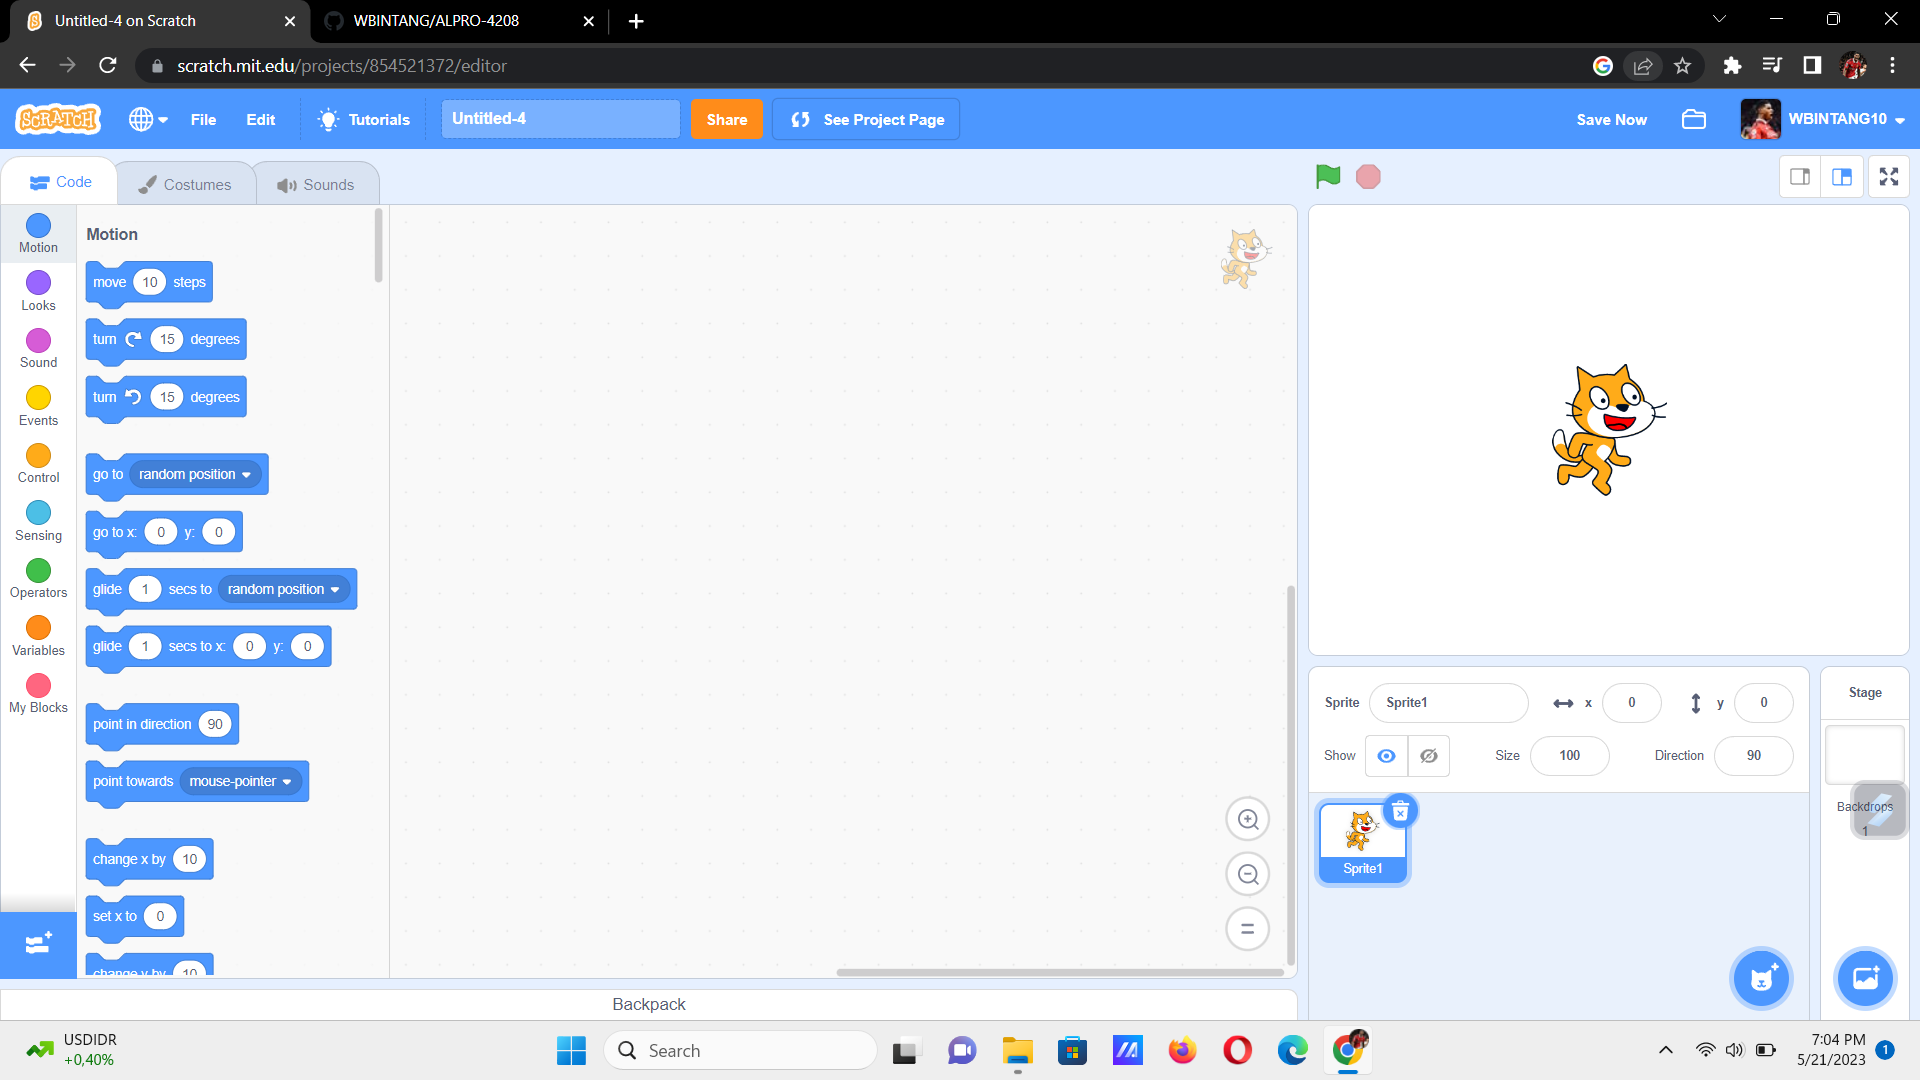 Untitled-4 on Scratch
WBINTANG/ALPRO-4208
scratch.mit.edu/projects/854521372/editor
SCRATCH
File
Edit
Tutorials
Untitled-4
Share
See Project Page
Save Now
WBINTANG10
Code
Costumes
Sounds
Motion
Looks
Sound
Events
Control
Sensing
Operators
Variables
My Blocks
Motion
move 10 steps
turn 15 degrees
turn 15 degrees
go to random position
go to x: 0 y: 0
glide 1 secs to random position
glide 1 secs to x: 0 y: 0
point in direction 90
point towards mouse-pointer
change x by 10
set x to 0
change y by 10
Backpack
Sprite Sprite1 x 0 y 0
Show Size 100 Direction 90
Sprite1
Stage
Backdrops
1
USDIDR
+0,40%
Search
7:04 PM
5/21/2023
1